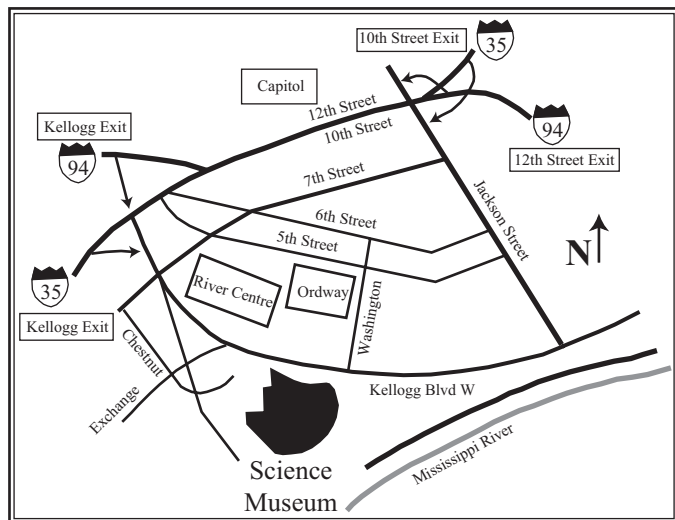 10th Street Exit
35
Capitol
12th Street
10th Street
Kellogg Exit
94
94
12th Street Exit
7th Street
6th Street
5th Street
Jackson Street
N
River Centre
Ordway
Washington
35
Kellogg Exit
Chestnut
Exchange
Kellogg Blvd W
Mississippi River
Science
Museum